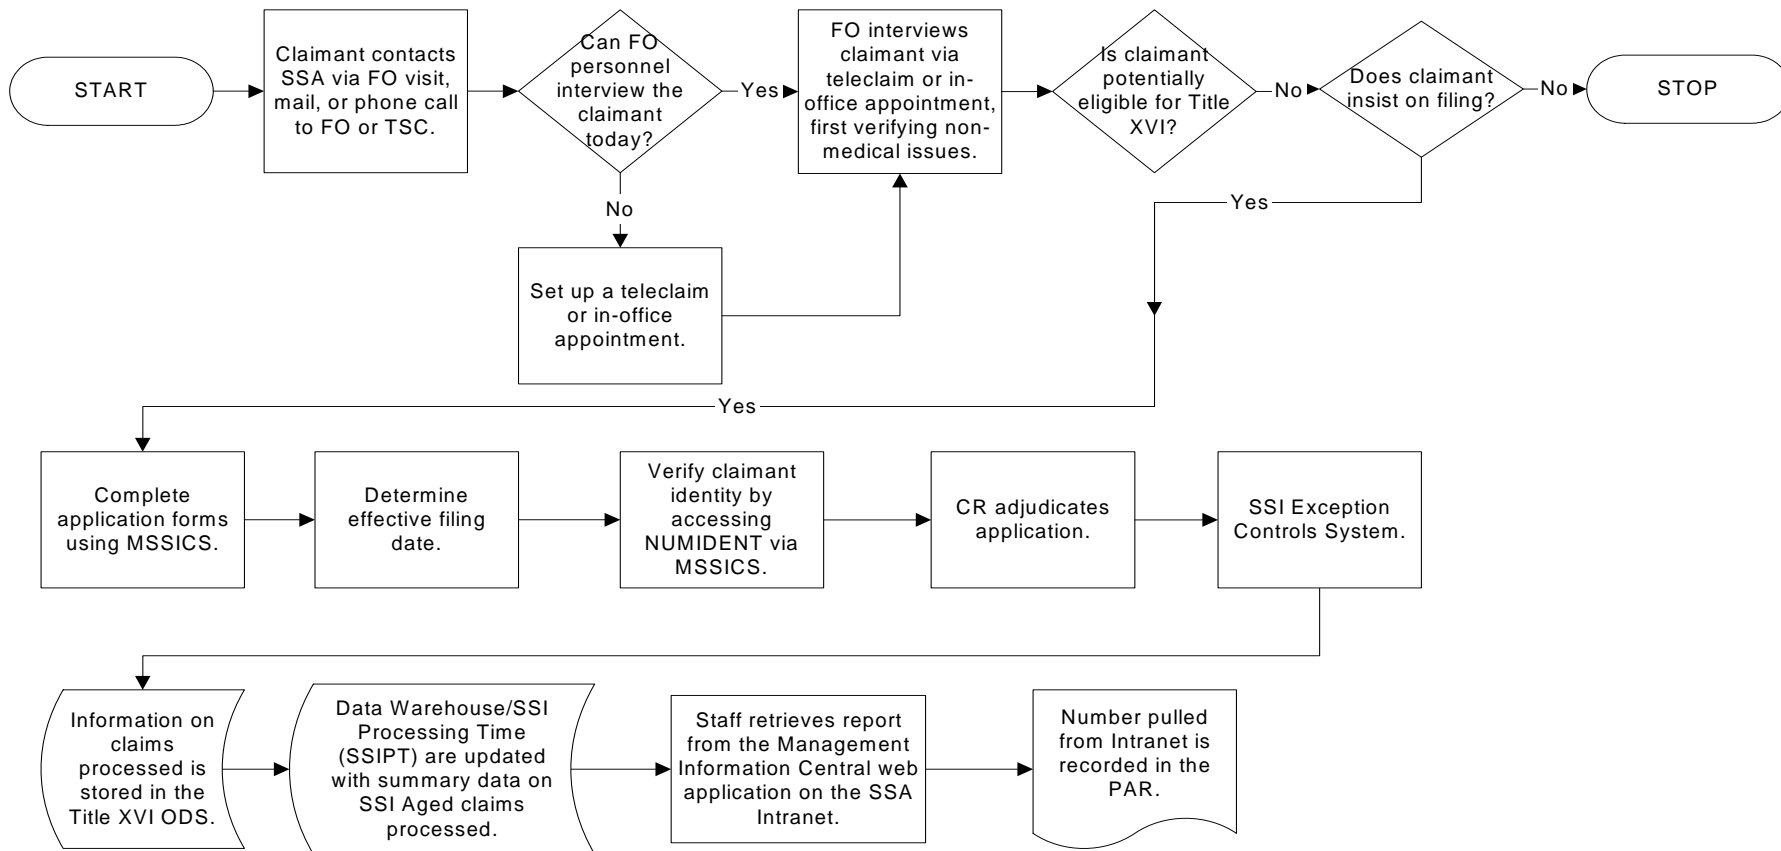 START
Claimant contacts
SSA via FO visit,
mail, or phone call
to FO or TSC.
Can FO
personnel
interview the
claimant
today?
Yes
FO interviews
claimant via
teleclaim or in-
office appointment,
first verifying non-
medical issues.
Is claimant
potentially
eligible for Title
XVI?
No
Does claimant
insist on filing?
No
STOP
No
Yes
Set up a teleclaim
or in-office
appointment.
Yes
Complete
application forms
using MSSICS.
Determine
effective filing
date.
Verify claimant
identity by
accessing
NUMIDENT via
MSSICS.
CR adjudicates
application.
SSI Exception
Controls System.
Information on
claims
processed is
stored in the
Title XVI ODS.
Data Warehouse/SSI
Processing Time
(SSIPT) are updated
with summary data on
SSI Aged claims
processed.
Staff retrieves report
from the Management
Information Central web
application on the SSA
Intranet.
Number pulled
from Intranet is
recorded in the
PAR.